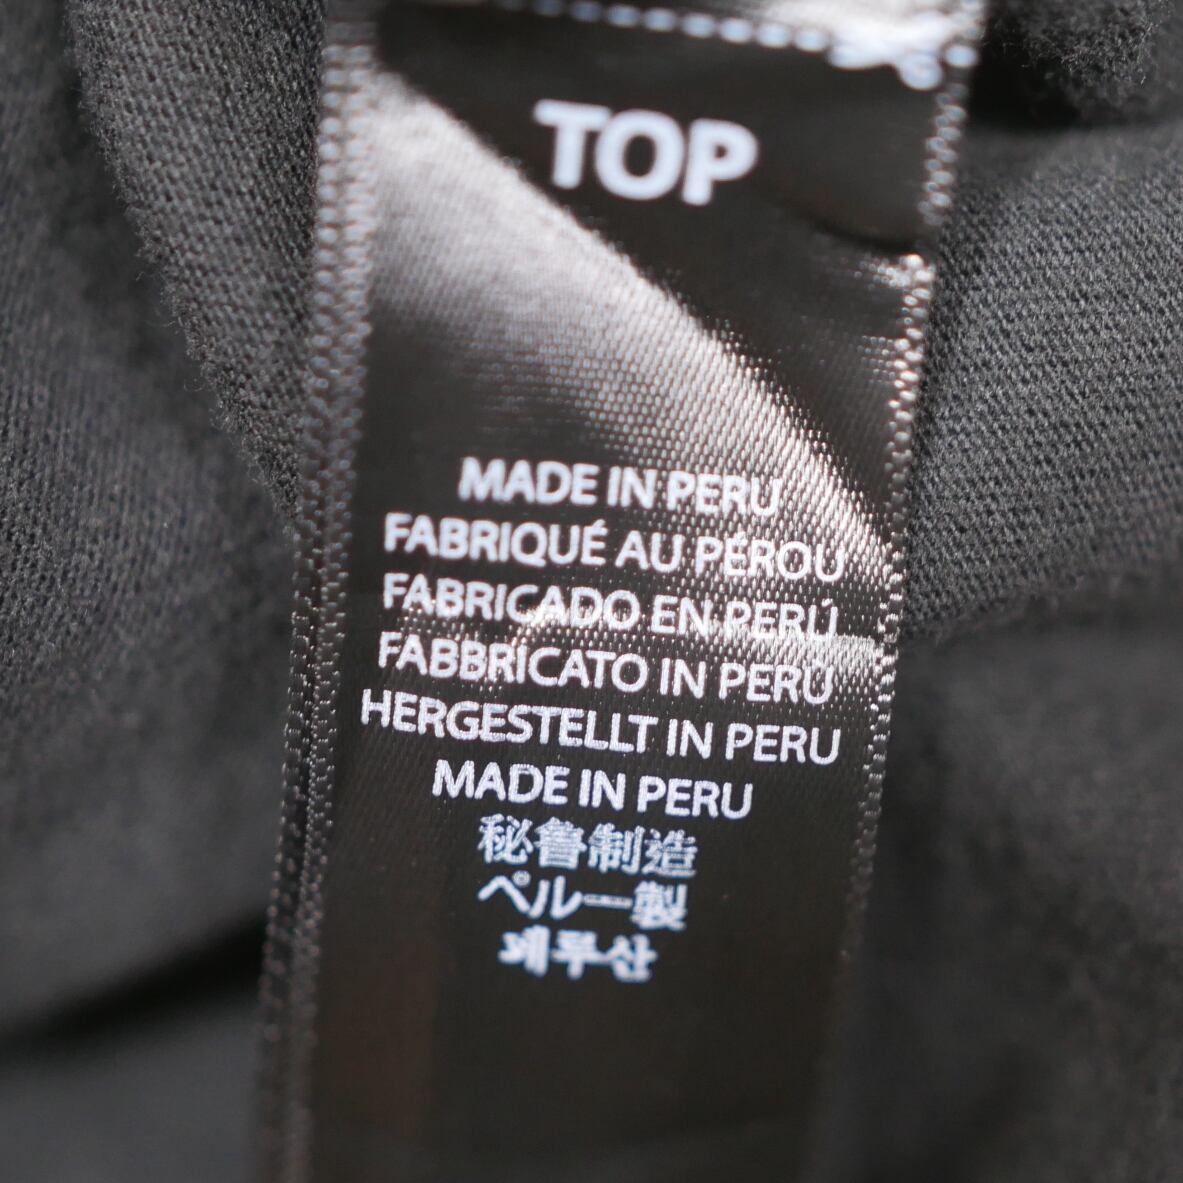 TOP
MADE IN PERU
FABRIQUÉ AU PÉROU
FABRICADO EN PERÚ
FABBRICATO IN PERÙ
HERGESTELLT IN PERU
MADE IN PERU
秘魯制造
ペルー製
페루산